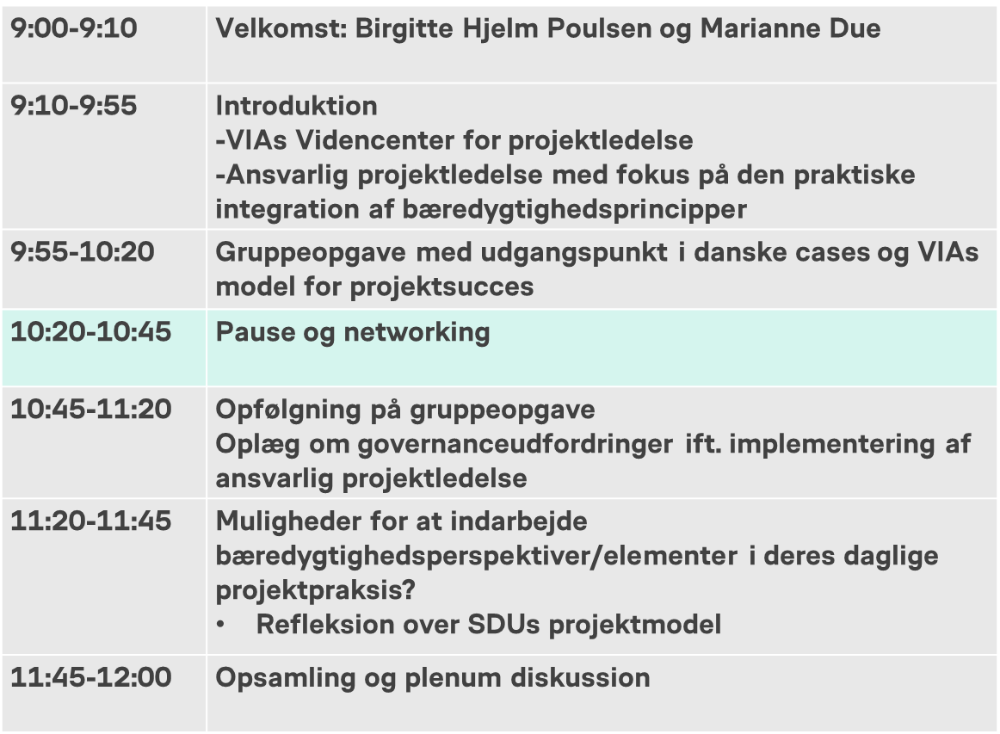 9:00-9:10 Velkomst: Birgitte Hjelm Poulsen og Marianne Due
9:10-9:55 Introduktion
-VIAs Videncenter for projektledelse
-Ansvarlig projektledelse med fokus på den praktiske
integration af bæredygtighedsprincipper
9:55-10:20 Gruppeopgave med udgangspunkt i danske cases og VIAs
model for projektsucces
10:20-10:45 Pause og networking
10:45-11:20 Opfølgning på gruppeopgave
Oplæg om governanceudfordringer ift. implementering af
ansvarlig projektledelse
11:20-11:45 Muligheder for at indarbejde
bæredygtighedsperspektiver/elementer i deres daglige
projektpraksis?
• Refleksion over SDUs projektmodel
11:45-12:00 Opsamling og plenum diskussion